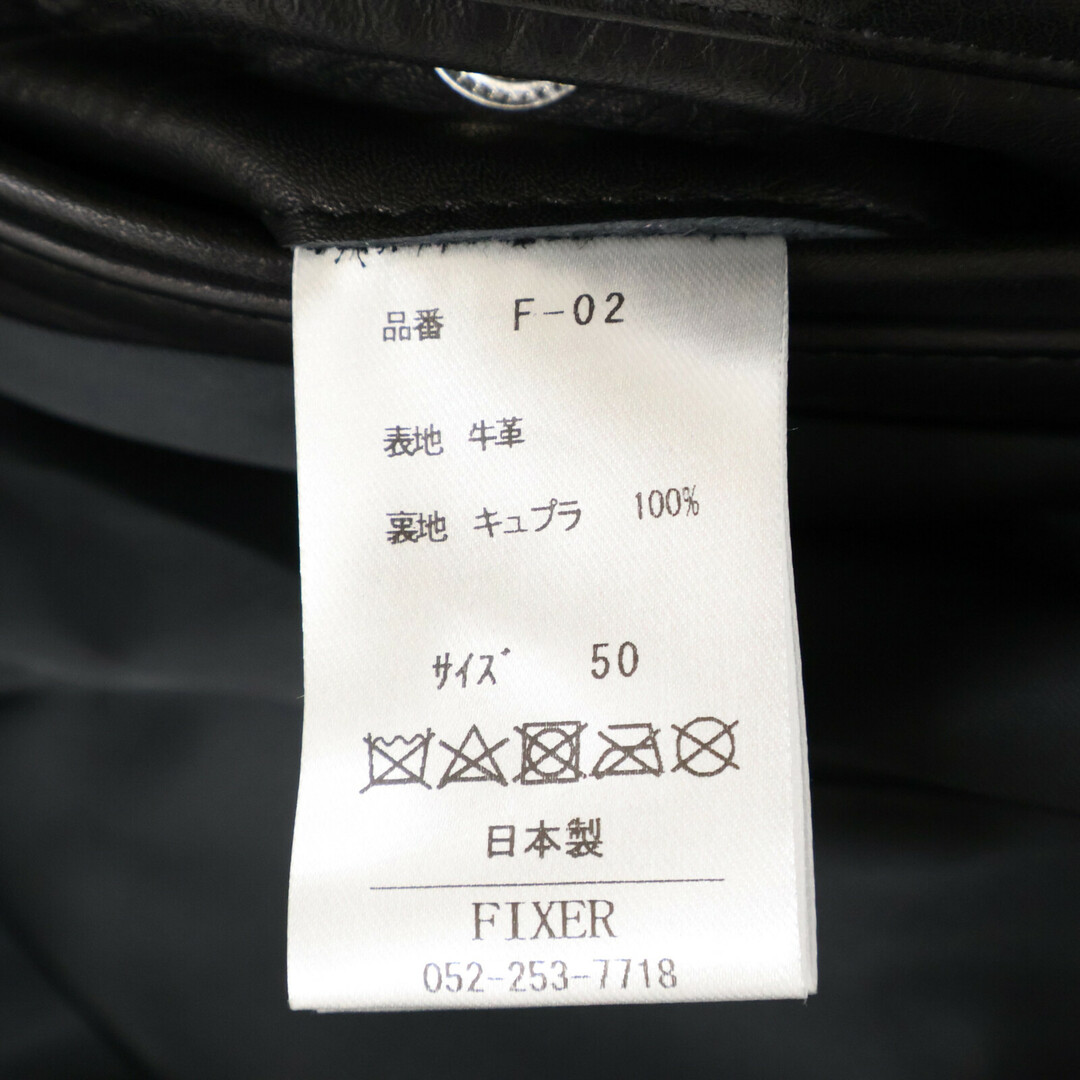 品番 F-02
表地 牛革
裏地 キュプラ 100%
サイズ 50
日本製
FIXER
052-253-7718